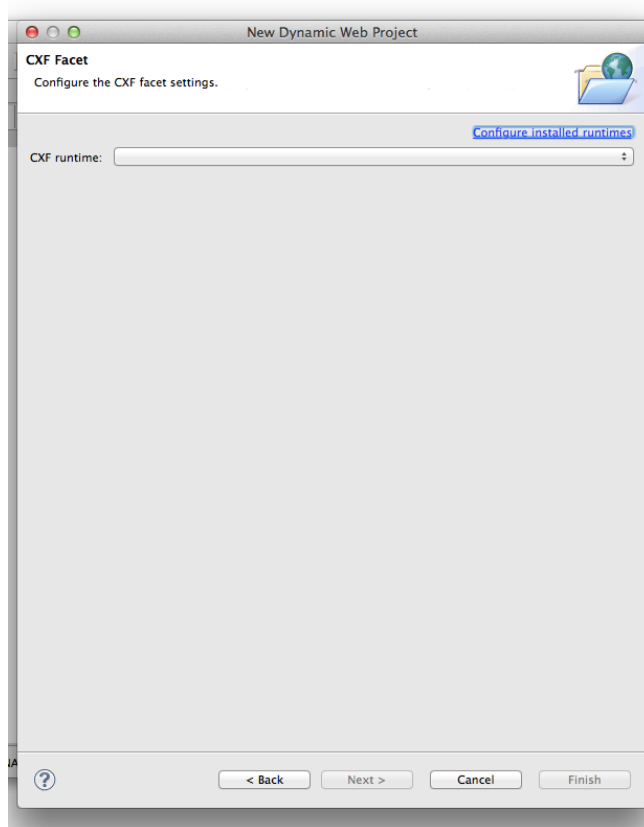 New Dynamic Web Project
CXF Facet
Configure the CXF facet settings.
Configure installed runtimes
CXF runtime:
? < Back Next > Cancel Finish